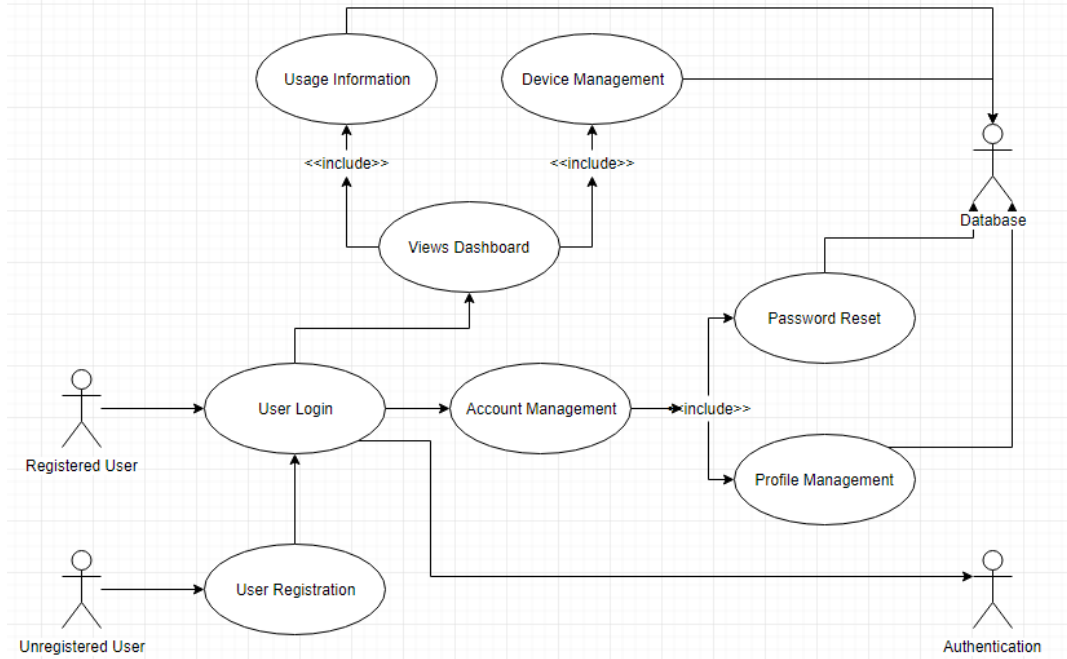 Usage Information
Device Management
<<include>>
<<include>>
Database
Views Dashboard
Password Reset
User Login
Account Management
<include>>
Registered User
Profile Management
User Registration
Unregistered User
Authentication